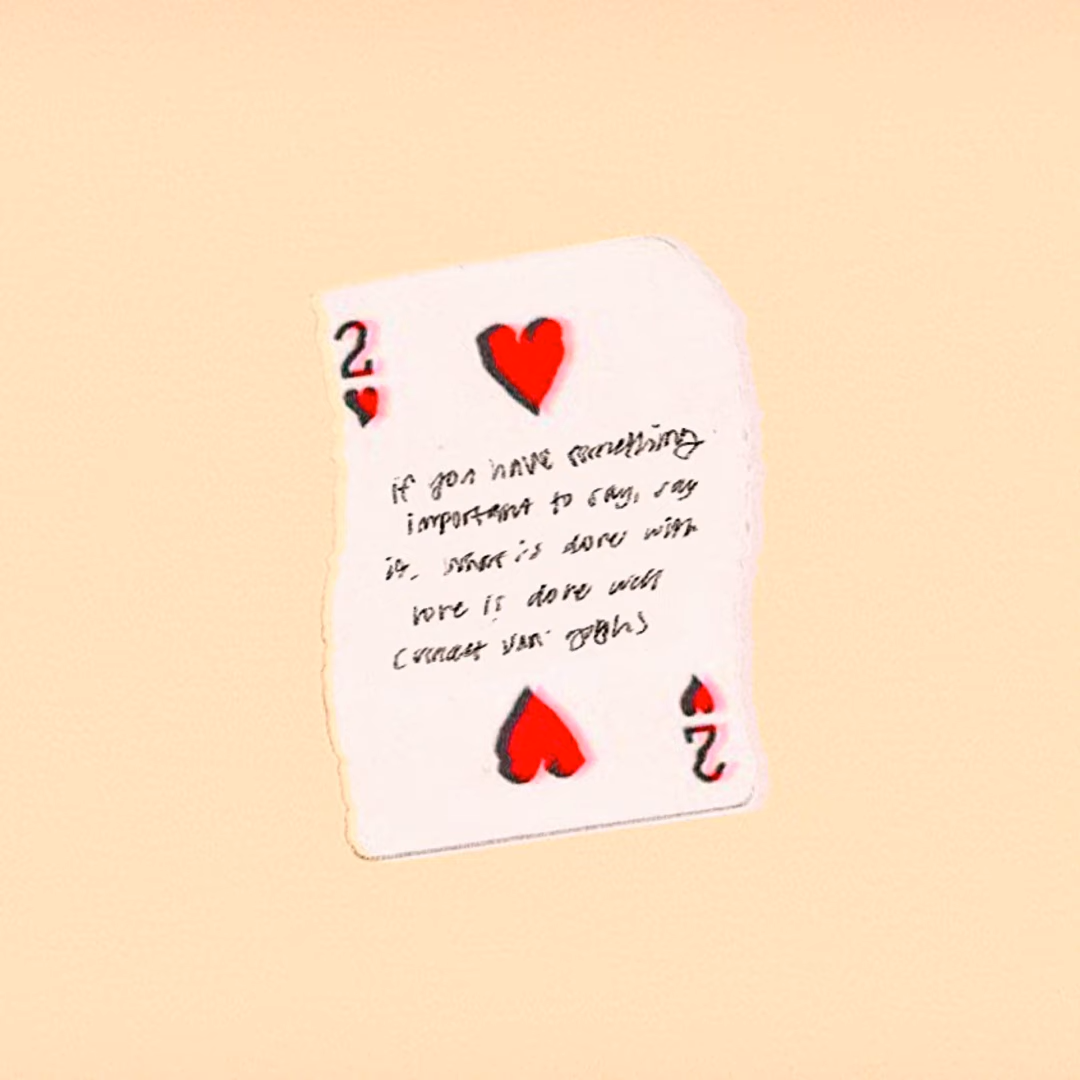 2
if you have something
important to say, say
it. What is done with
love is done well
van gogh)
2